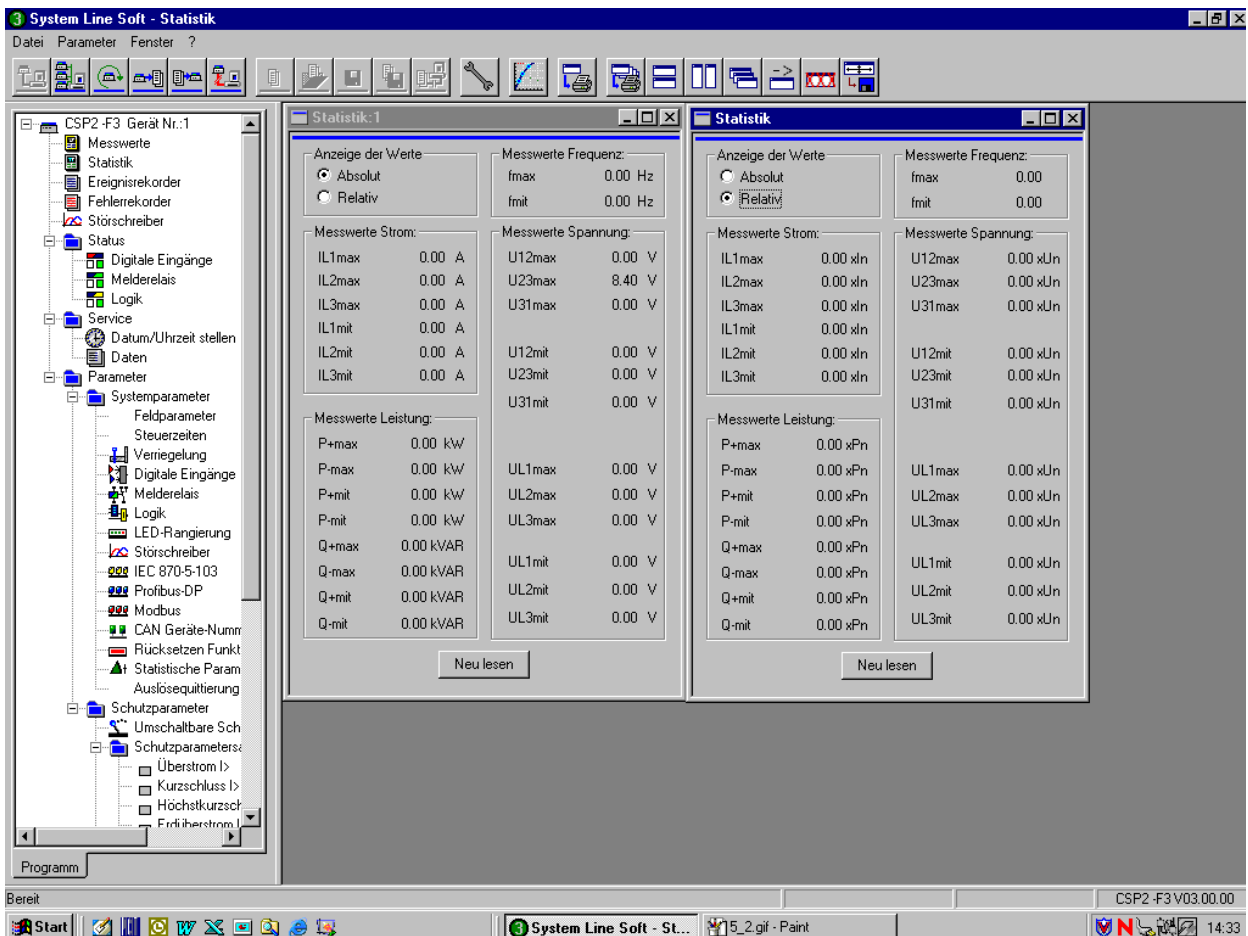 System Line Soft - Statistik
Datei Parameter Fenster ?
CSP2 -F3 Gerät Nr.:1
Messwerte
Statistik
Ereignisrekorder
Fehlerrekorder
Störschreiber
Status
Digitale Eingänge
Melderelais
Logik
Service
Datum/Uhrzeit stellen
Daten
Parameter
Systemparameter
Feldparameter
Steuerzeiten
Verriegelung
Digitale Eingänge
Melderelais
Logik
LED-Rangierung
Störschreiber
IEC 870-5-103
Profibus-DP
Modbus
CAN Geräte-Numm
Rücksetzen Funkt
Statistische Param
Auslösequittierung
Schutzparameter
Umschaltbare Sch
Schutzparametersa
Überstrom I>
Kurzschluss I>
Höchstkurzsch
Erdüberstrom I
Programm
Statistik:1
Anzeige der Werte
Absolut
Relativ
Messwerte Frequenz:
fmax 0.00 Hz
fmit 0.00 Hz
Messwerte Strom:
IL1max 0.00 A
IL2max 0.00 A
IL3max 0.00 A
IL1mit 0.00 A
IL2mit 0.00 A
IL3mit 0.00 A
Messwerte Leistung:
P+max 0.00 kW
P-max 0.00 kW
P+mit 0.00 kW
P-mit 0.00 kW
Q+max 0.00 kVAR
Q-max 0.00 kVAR
Q+mit 0.00 kVAR
Q-mit 0.00 kVAR
Messwerte Spannung:
U12max 0.00 V
U23max 8.40 V
U31max 0.00 V
U12mit 0.00 V
U23mit 0.00 V
U31mit 0.00 V
UL1max 0.00 V
UL2max 0.00 V
UL3max 0.00 V
UL1mit 0.00 V
UL2mit 0.00 V
UL3mit 0.00 V
Neu lesen
Statistik
Anzeige der Werte
Absolut
Relativ
Messwerte Frequenz:
fmax 0.00
fmit 0.00
Messwerte Strom:
IL1max 0.00 xIn
IL2max 0.00 xIn
IL3max 0.00 xIn
IL1mit 0.00 xIn
IL2mit 0.00 xIn
IL3mit 0.00 xIn
Messwerte Leistung:
P+max 0.00 xPn
P-max 0.00 xPn
P+mit 0.00 xPn
P-mit 0.00 xPn
Q+max 0.00 xPn
Q-max 0.00 xPn
Q+mit 0.00 xPn
Q-mit 0.00 xPn
Messwerte Spannung:
U12max 0.00 xUn
U23max 0.00 xUn
U31max 0.00 xUn
U12mit 0.00 xUn
U23mit 0.00 xUn
U31mit 0.00 xUn
UL1max 0.00 xUn
UL2max 0.00 xUn
UL3max 0.00 xUn
UL1mit 0.00 xUn
UL2mit 0.00 xUn
UL3mit 0.00 xUn
Neu lesen
Bereit
CSP2 -F3 V03.00.00
Start
System Line Soft - St...
15_2.gif - Paint
14:33